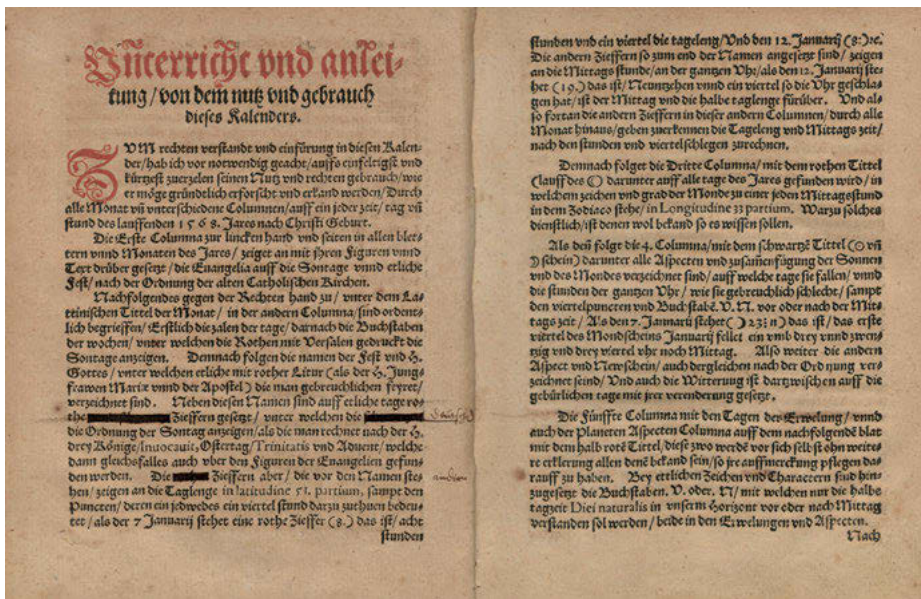 Vnterricht vnd anlei-
tung / von dem nutz vnd gebrauch
dieses Kalenders.
ZVM rechten verstandt vnd einfürung in diesen Kalen-
der / hab ich vor notwendig geacht / auffs einfeltigst vnd
kürtzest zuerzelen seinen Nutz vnd rechten gebrauch / wie
er möge gründtlich erforscht vnd erkand werden / Durch
alle Monat vñ vnterschiedene Columnen / auff ein jeder zeit / tag vñ
stund des lauffenden 1568. Jares nach Christi Geburt.
Die Erste Columna zur lincken hand vnd seiten in allen blet-
tern vnnd Monaten des Jares / zeiget an mit jhren Figuren vnnd
Text drüber gesetzt / die Euangelia auff die Sontage vnnd etliche
Fest / nach der Ordnung der alten Catholischen Kirchen.
Nachfolgendes gegen der Rechten hand zu / vnter dem La-
ttinischen Tittel der Monat / in der andern Columna / sind ordent-
lich begrieffen / Erstlich die zalen der tage / darnach die Buchstaben
der wochen / vnter welchen die Rothen mit Versalen gedruckt die
Sontage anzeigen. Demnach folgen die namen der Fest vnd H.
Gottes / vnter welchen etliche mit rother Litur (als der H. Jung-
frawen Mariæ vnnd der Apostel) die man gebreuchlichen feyret /
verzeichnet sind. Neben diesen Namen sind auff etliche tage ro-
the Zieffern gesetzt / vnter welchen die
die Ordnung der Sontag anzeigen / als die man rechnet nach der H.
drey Könige / Inuocauit / Ostertag / Trinitatis vnd Aduent / welche
dann gleichsfalls auch vber den Figuren der Euangelien gefun-
den werden. Die Zieffern aber / die vor den Namen ste-
hen / zeigen an die Taglenge in latitudine 51. partium, sampt den
Puncten / deren ein jedwedes ein viertel stund darzu zuthuen bedeu-
tet / als der 7 Januarij stehet eine rothe Zieffer (8.) das ist / acht
stunden
stunden vnd ein viertel die tageleng / Vnd den 12. Januarij (8:) ꝛc.
Die andern Zieffern so zum end der Namen angesetzt sind / zeigen
an die Mittags stunde / an der gantzen Vhr / als den 12. Januarij ste-
het (19.) das ist / Neuntzehen vnnd ein viertel so die Vhr geschla-
gen hat / ist der Mittag vnd die halbe taglenge fürüber. Vnd al-
so fortan die andern Zieffern in dieser andern Columnen / durch alle
Monat hinaus / geben zuerkennen die Tageleng vnd Mittags zeit /
nach den stunden vnd viertelschlegen zurechnen.
Demnach folget die Dritte Columna / mit dem rothen Tittel
(lauff des ☾) darunter auff alle tage des Jares gefunden wird / in
welchem zeichen vnd grad der Monde zu einer jeden Mittagsstund
in dem Zodiaco stehe / in Longitudine 33 partium. Warzu solches
dienstlich / ist denen wol bekand so es wissen sollen.
Als deñ folgt die 4. Columna / mit dem schwartzē Tittel (☉ vñ
☽ schein) darunter alle Aspecten vnd zusamenfügung der Sonnen
vnd des Mondes verzeichnet sind / auff welche tage sie fallen / vnnd
die stunden der gantzen Vhr / wie sie gebreuchlich schlecht / sampt
den viertelpuncten vnd Buchstabē. V. N. vor oder nach der Mit-
tags zeit / Als den 7. Januarij stehet (☽ 23 n) das ist / das erste
viertel des Mondscheins Januarij fellet ein vmb drey vnnd zwen-
tzig vnd drey viertel vhr noch Mittag. Also weiter die andern
Aspect vnd Newschein / auch dergleichen nach der Ordnung ver-
zeichnet seind / Vnd auch die Witterung ist dartzwischen auff die
gebürlichen tage mit jrer verenderung gesetzt.
Die Fünffte Columna mit den Tagen der Erwelung / vnnd
auch der Planeten Aspecten Columna auff dem nachfolgendē blat
mit dem halb rotē Tittel / diese zwo werdē vor sich selbst ohn weite-
re erklerung allen denē bekand sein / so jre auffmerckung pflegen das
rauff zu haben. Bey ettlichen Zeichen vnd Charactern sind hin-
zugesetzt die Buchstaben. V. oder. N / mit welchen nur die halbe
tagzeit Diei naturalis in vnserm Horizont vor oder nach Mittag
verstanden sol werden / beide in den Erwelungen vnd Aspecten.
Nach